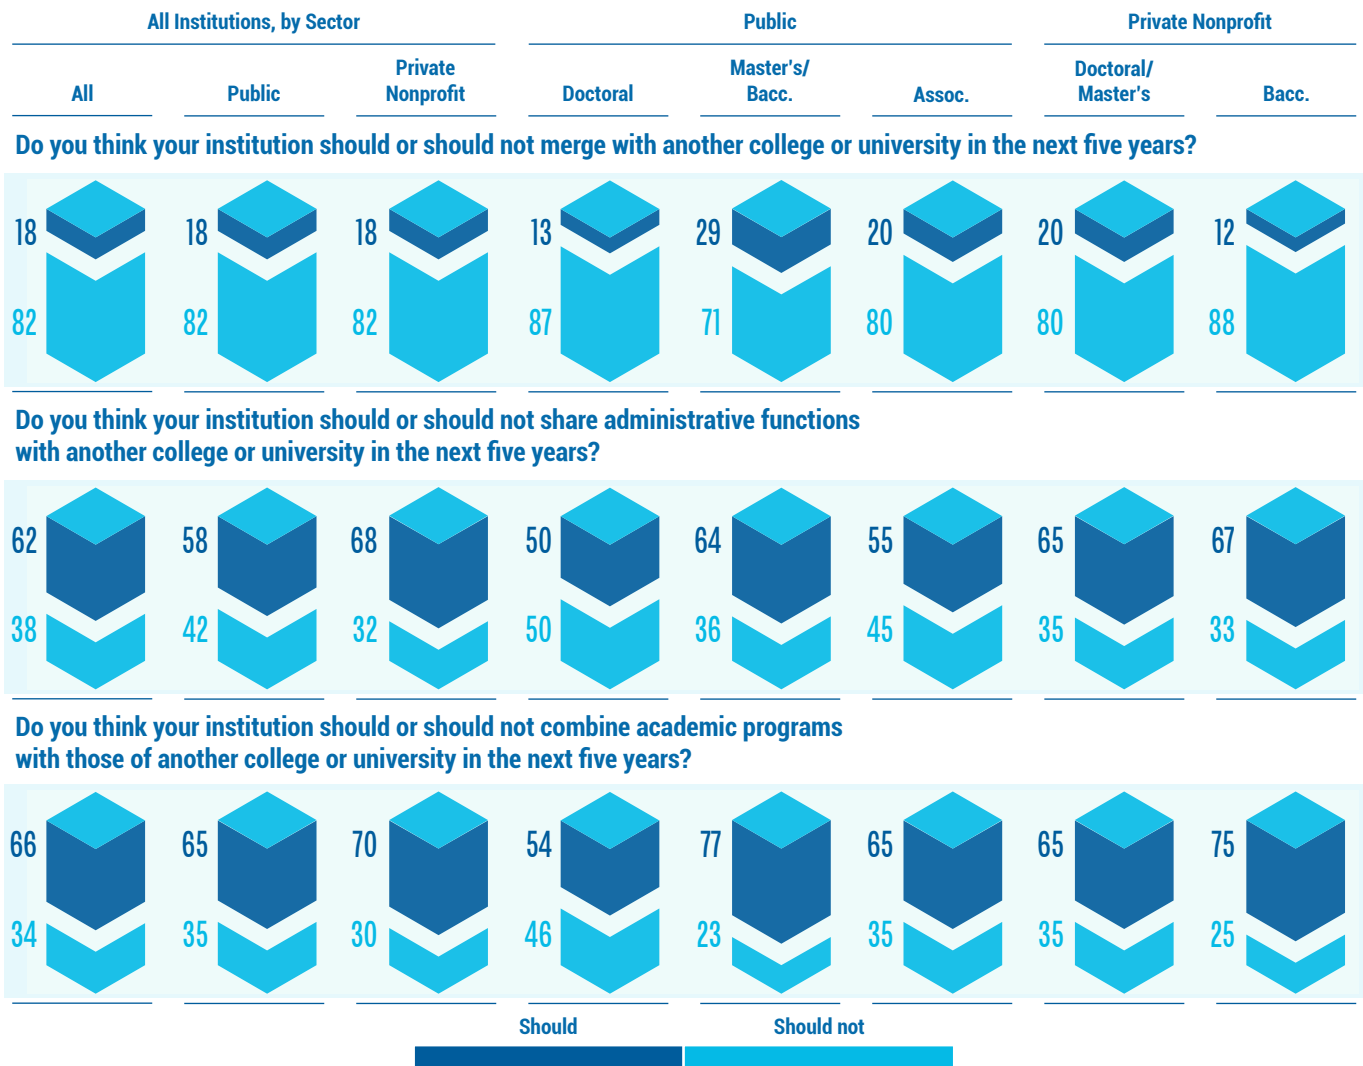 All Institutions, by Sector
Public
Private Nonprofit
All
Public
Private
Nonprofit
Doctoral
Master's/
Bacc.
Assoc.
Doctoral/
Master's
Bacc.
Do you think your institution should or should not merge with another college or university in the next five years?
18 18 18 13 29 20 20 12
82 82 82 87 71 80 80 88
Do you think your institution should or should not share administrative functions
with another college or university in the next five years?
62 58 68 50 64 55 65 67
38 42 32 50 36 45 35 33
Do you think your institution should or should not combine academic programs
with those of another college or university in the next five years?
66 65 70 54 77 65 65 75
34 35 30 46 23 35 35 25
Should
Should not